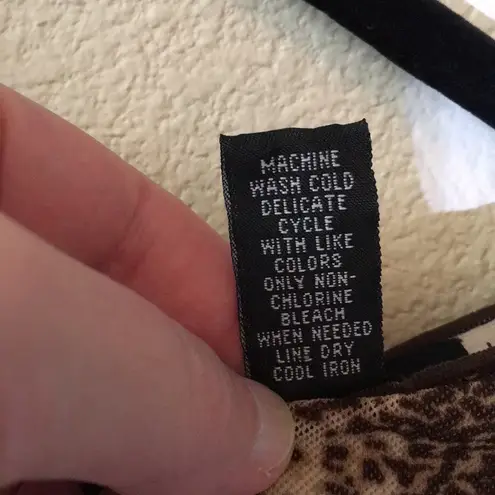 MACHINE
WASH COLD
DELICATE
CYCLE
WITH LIKE
COLORS
ONLY NON-
CHLORINE
BLEACH
WHEN NEEDED
LINE DRY
COOL IRON